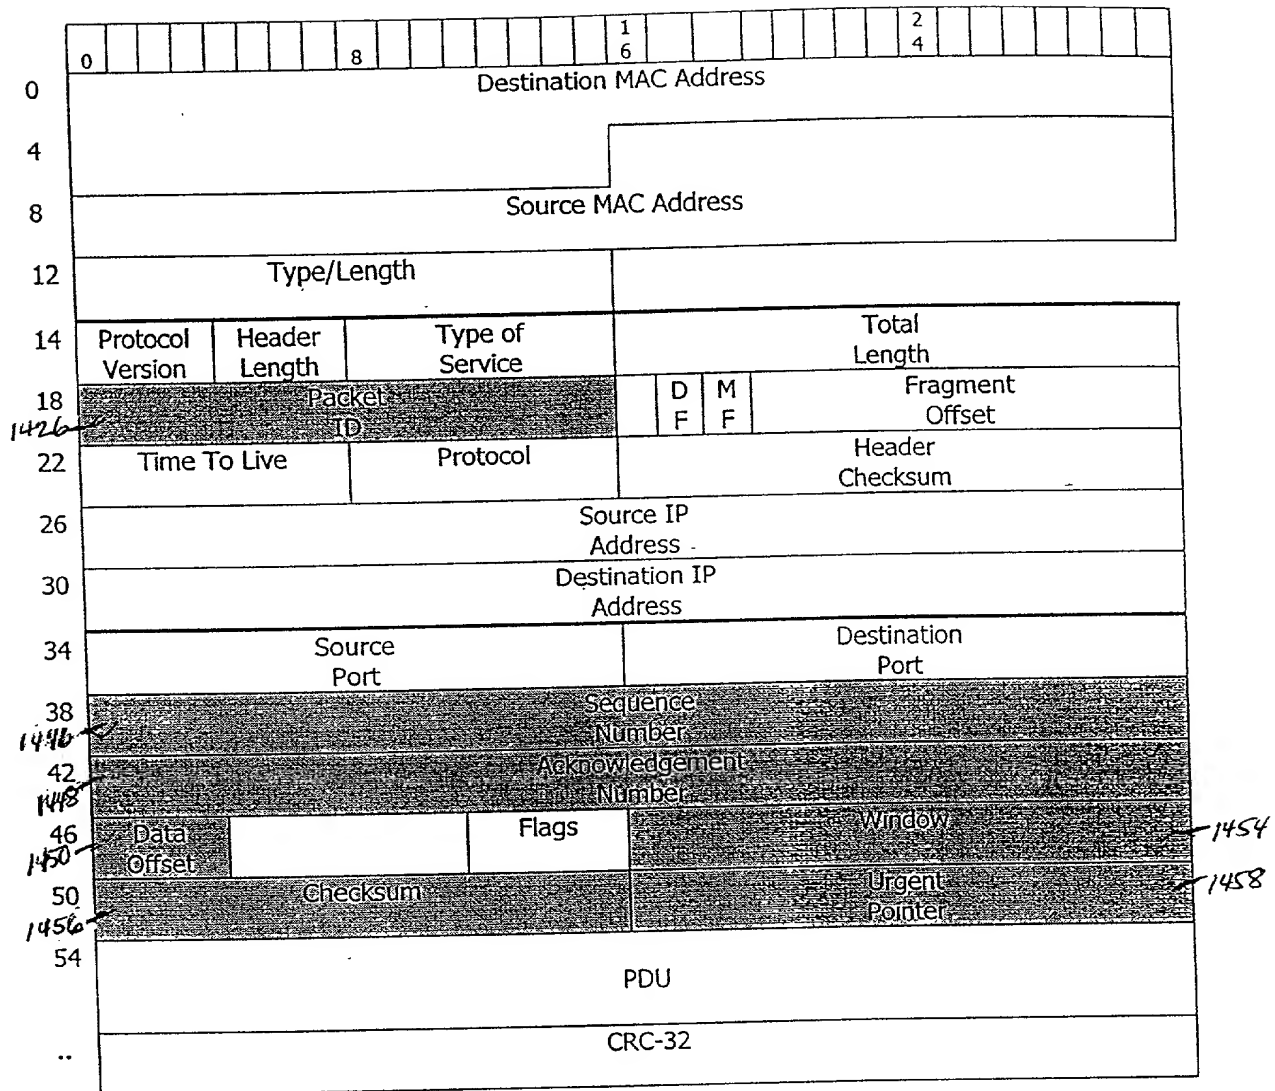 0 8 1 2
6 4
0 Destination MAC Address
4
8 Source MAC Address
12 Type/Length
14 Protocol Header Type of Total
Version Length Service Length
18 Packet D M Fragment
1426 ID F F Offset
22 Time To Live Protocol Header
Checksum
26 Source IP
Address
30 Destination IP
Address
34 Source Destination
Port Port
38 Sequence
1446 Number
42 Acknowledgement
1448 Number
46 Data Flags Window 1454
1450 Offset
50 Checksum Urgent 1458
1456 Pointer
54
PDU
.. CRC-32